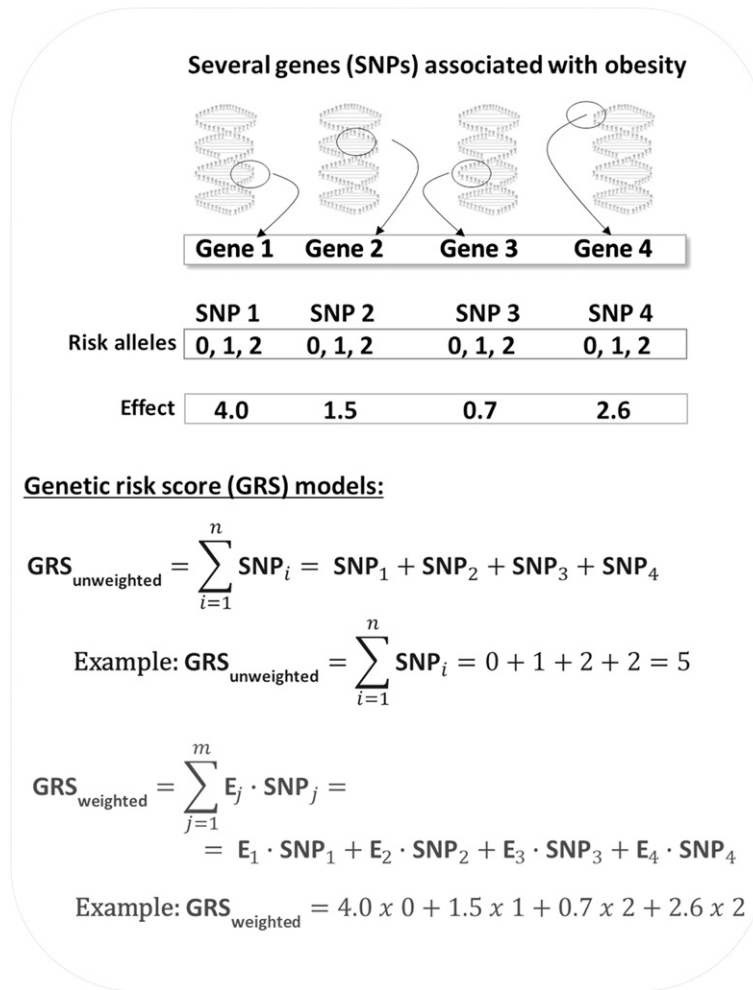 Several genes (SNPs) associated with obesity
Gene 1 Gene 2 Gene 3 Gene 4
SNP 1 SNP 2 SNP 3 SNP 4
Risk alleles 0, 1, 2 0, 1, 2 0, 1, 2 0, 1, 2
Effect 4.0 1.5 0.7 2.6
Genetic risk score (GRS) models:
GRS_unweighted = ∑_{i=1}^{n} SNP_i = SNP_1 + SNP_2 + SNP_3 + SNP_4
Example: GRS_unweighted = ∑_{i=1}^{n} SNP_i = 0 + 1 + 2 + 2 = 5
GRS_weighted = ∑_{j=1}^{m} E_j · SNP_j =
= E_1 · SNP_1 + E_2 · SNP_2 + E_3 · SNP_3 + E_4 · SNP_4
Example: GRS_weighted = 4.0 x 0 + 1.5 x 1 + 0.7 x 2 + 2.6 x 2